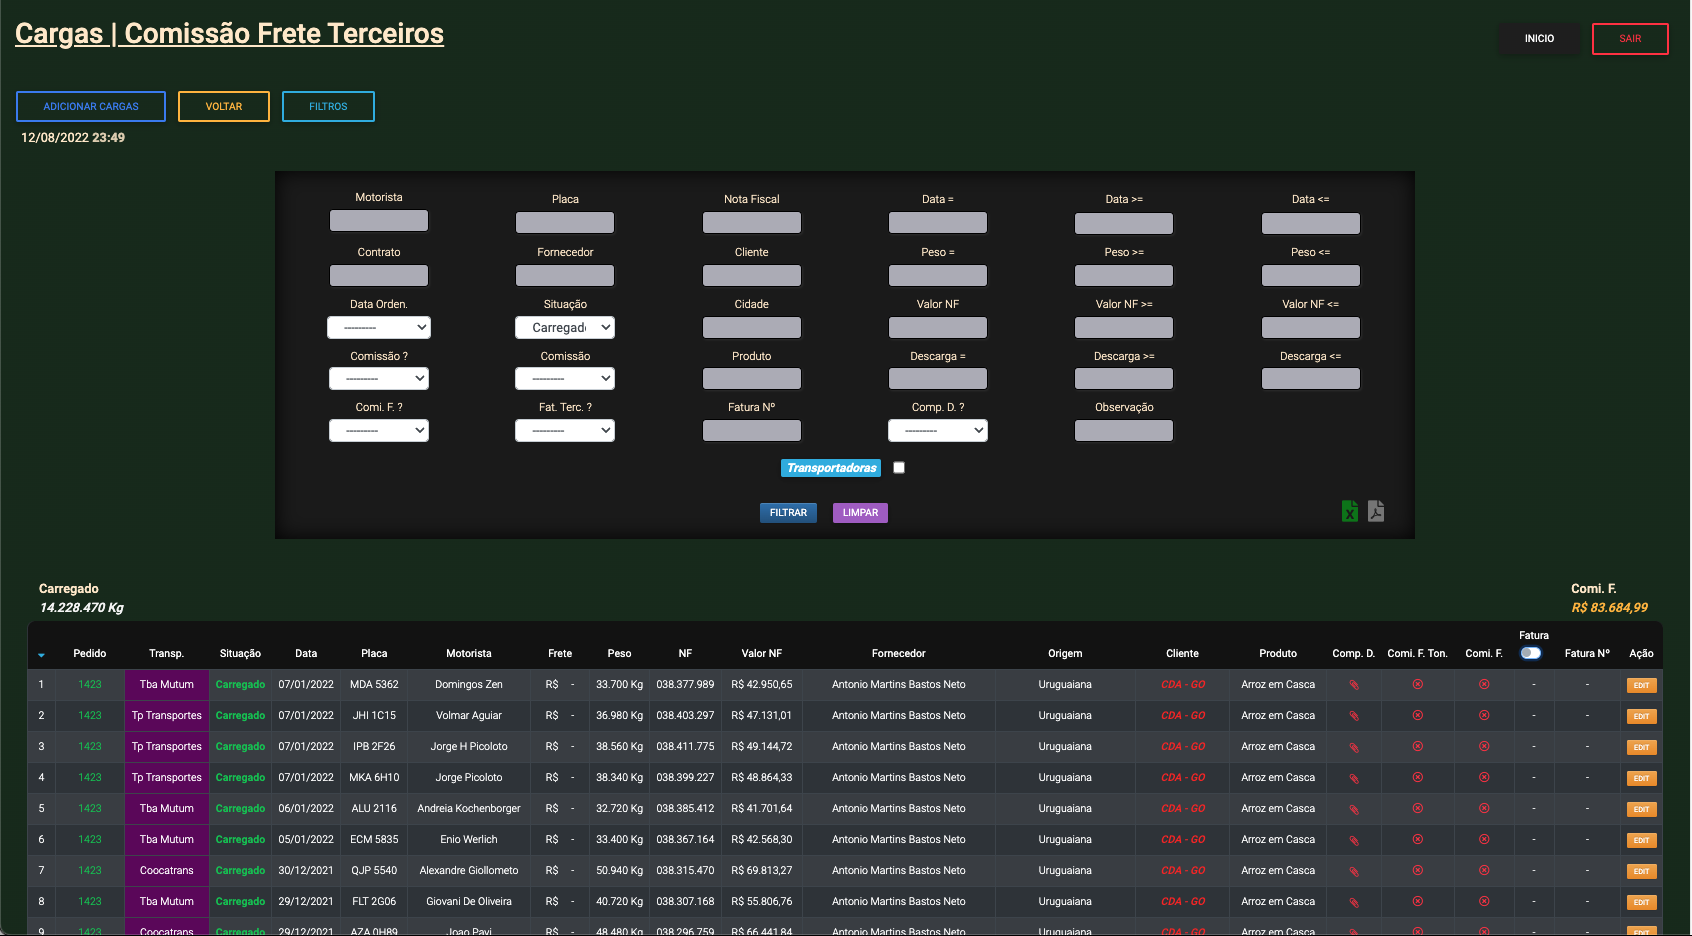 Cargas | Comissão Frete Terceiros
INICIO SAIR
ADICIONAR CARGAS VOLTAR FILTROS
12/08/2022 23:49
Motorista Placa Nota Fiscal Data = Data >= Data <=
Contrato Fornecedor Cliente Peso = Peso >= Peso <=
Data Orden. Situação Cidade Valor NF Valor NF >= Valor NF <=
--------- Carregado
Comissão ? Comissão Produto Descarga = Descarga >= Descarga <=
--------- ---------
Comi. F. ? Fat. Terc. ? Fatura Nº Comp. D. ? Observação
--------- --------- ---------
Transportadoras
FILTRAR LIMPAR
Carregado Comi. F.
14.228.470 Kg R$ 83.684,99
Pedido Transp. Situação Data Placa Motorista Frete Peso NF Valor NF Fornecedor Origem Cliente Produto Comp. D. Comi. F. Ton. Comi. F. Fatura Fatura Nº Ação
1 1423 Tba Mutum Carregado 07/01/2022 MDA 5362 Domingos Zen R$ - 33.700 Kg 038.377.989 R$ 42.950,65 Antonio Martins Bastos Neto Uruguaiana CDA - GO Arroz em Casca - - EDIT
2 1423 Tp Transportes Carregado 07/01/2022 JHI 1C15 Volmar Aguiar R$ - 36.980 Kg 038.403.297 R$ 47.131,01 Antonio Martins Bastos Neto Uruguaiana CDA - GO Arroz em Casca - - EDIT
3 1423 Tp Transportes Carregado 07/01/2022 IPB 2F26 Jorge H Picoloto R$ - 38.560 Kg 038.411.775 R$ 49.144,72 Antonio Martins Bastos Neto Uruguaiana CDA - GO Arroz em Casca - - EDIT
4 1423 Tp Transportes Carregado 07/01/2022 MKA 6H10 Jorge Picoloto R$ - 38.340 Kg 038.399.227 R$ 48.864,33 Antonio Martins Bastos Neto Uruguaiana CDA - GO Arroz em Casca - - EDIT
5 1423 Tba Mutum Carregado 06/01/2022 ALU 2116 Andreia Kochenborger R$ - 32.720 Kg 038.385.412 R$ 41.701,64 Antonio Martins Bastos Neto Uruguaiana CDA - GO Arroz em Casca - - EDIT
6 1423 Tba Mutum Carregado 05/01/2022 ECM 5835 Enio Werlich R$ - 33.400 Kg 038.367.164 R$ 42.568,30 Antonio Martins Bastos Neto Uruguaiana CDA - GO Arroz em Casca - - EDIT
7 1423 Coocatrans Carregado 30/12/2021 QJP 5540 Alexandre Giollometo R$ - 50.940 Kg 038.315.470 R$ 69.813,27 Antonio Martins Bastos Neto Uruguaiana CDA - GO Arroz em Casca - - EDIT
8 1423 Tba Mutum Carregado 29/12/2021 FLT 2G06 Giovani De Oliveira R$ - 40.720 Kg 038.307.168 R$ 55.806,76 Antonio Martins Bastos Neto Uruguaiana CDA - GO Arroz em Casca - - EDIT
9 1423 Coocatrans Carregado 29/12/2021 AZA 0H89 Joao Pavi R$ - 48.480 Kg 038.296.759 R$ 66.441,84 Antonio Martins Bastos Neto Uruguaiana CDA - GO Arroz em Casca - - EDIT